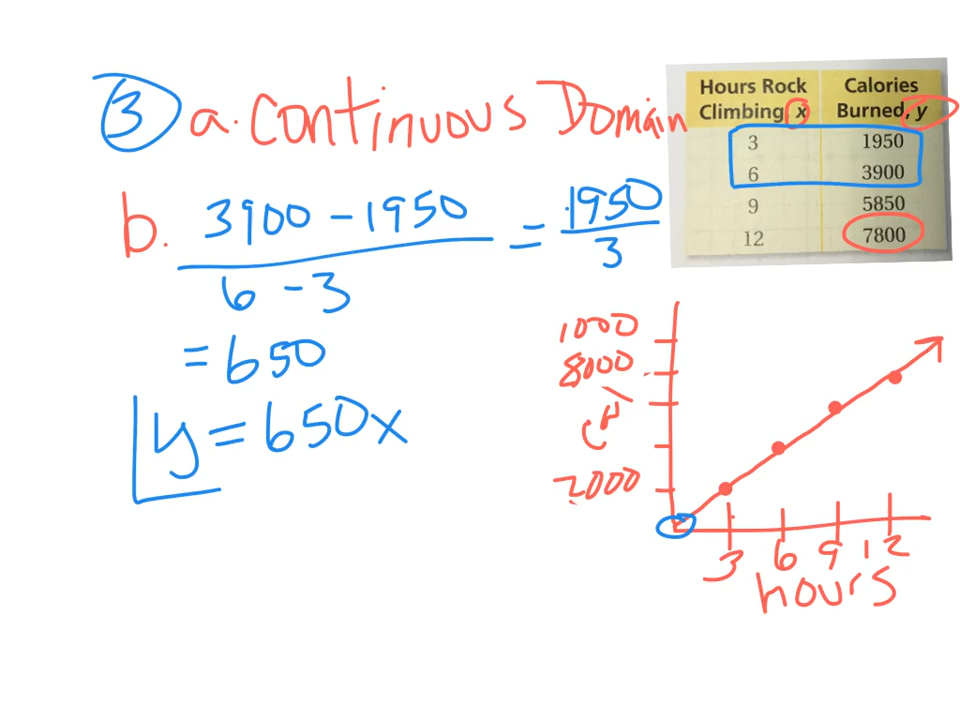 3 a. Continuous Domain
Hours Rock Climbing, x Calories Burned, y
3 1950
6 3900
9 5850
12 7800
b. 3900 - 1950 = 1950
6 - 3 3
= 650
y = 650x
1000
8000
2000
3 6 9 12
hours